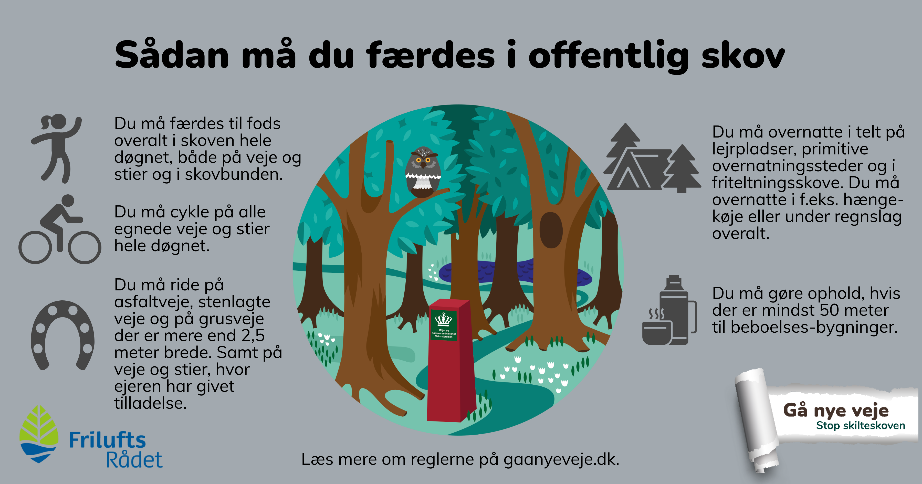 Sådan må du færdes i offentlig skov
Du må færdes til fods
overalt i skoven hele
døgnet, både på veje og
stier og i skovbunden.
Du må cykle på alle
egnede veje og stier
hele døgnet.
Du må ride på
asfaltveje, stenlagte
veje og på grusveje
der er mere end 2,5
meter brede. Samt på
veje og stier, hvor
ejeren har givet
tilladelse.
Du må overnatte i telt på
lejrpladser, primitive
overnatningssteder og i
friteltningsskove. Du må
overnatte i f.eks. hænge-
køje eller under regnslag
overalt.
Du må gøre ophold, hvis
der er mindst 50 meter
til beboelses-bygninger.
Frilufts
Rådet
Læs mere om reglerne på gaanyeveje.dk.
Gå nye veje
Stop skilteskoven